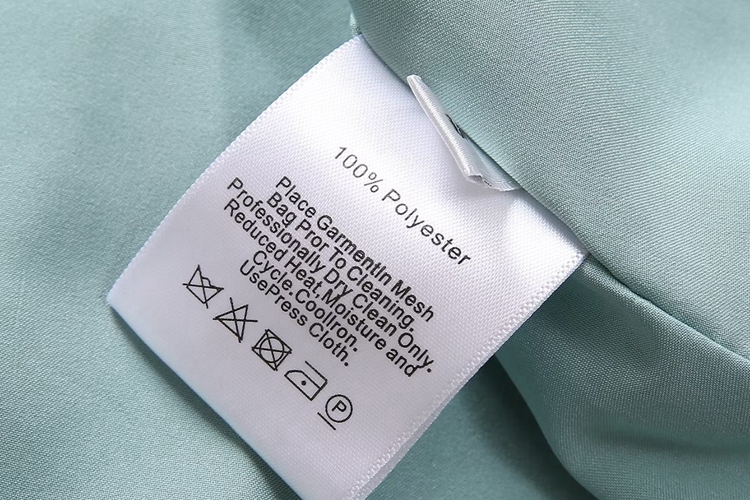 100% Polyester
Place GarmentIn Mesh
Bag Pror To Cleaning.
Professionally DIY Clean Only.
Reduced Heat,Moisture and
Cycle.CoolIron.
UsePress Cloth.
P